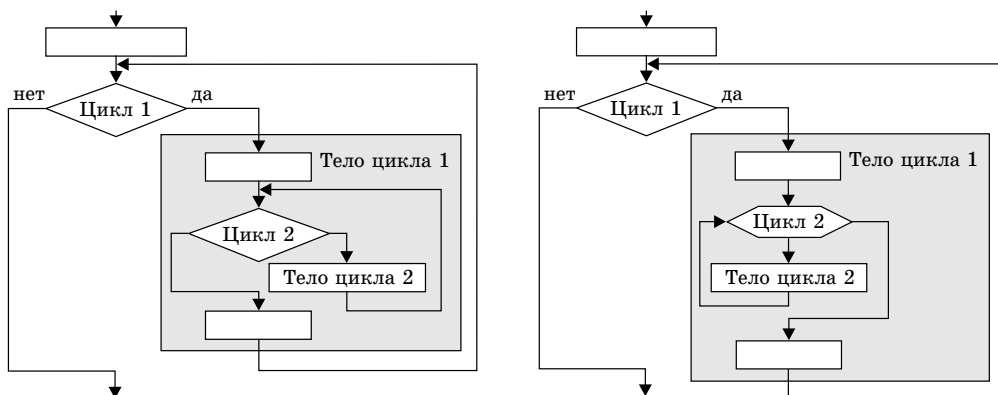 нет
Цикл 1
да
Тело цикла 1
Цикл 2
Тело цикла 2
нет
Цикл 1
да
Тело цикла 1
Цикл 2
Тело цикла 2